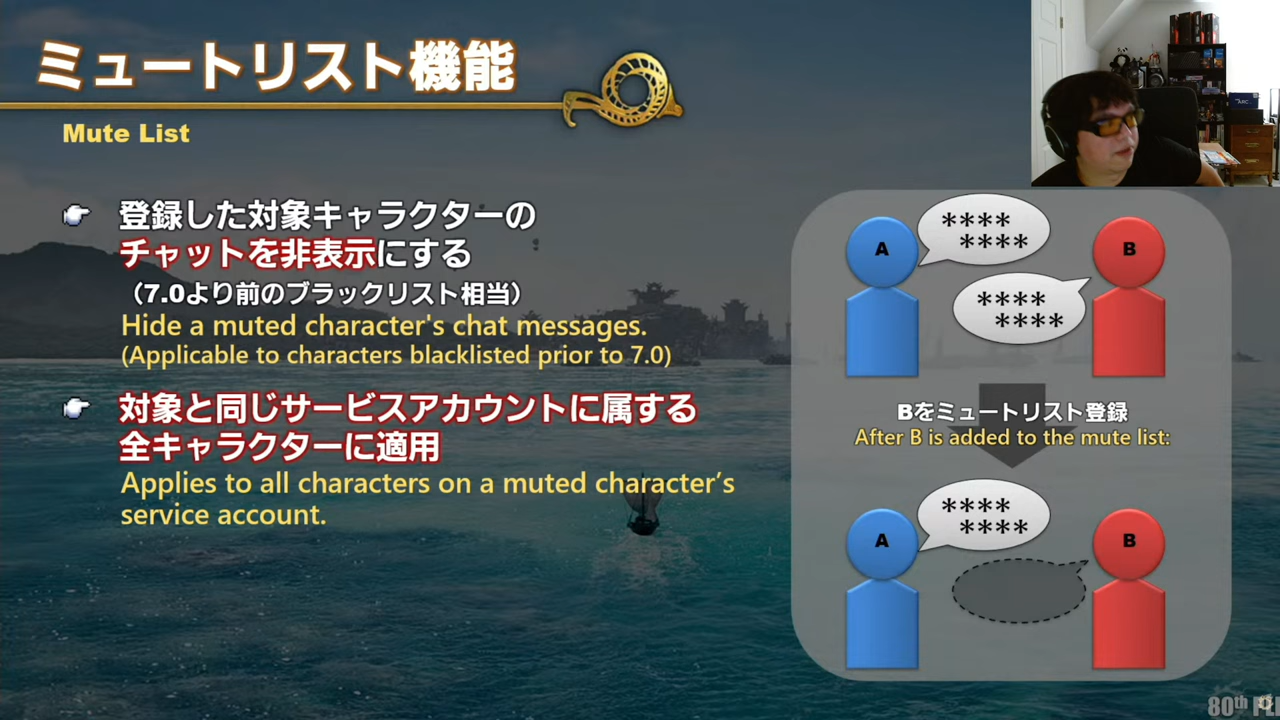 ミュートリスト機能
Mute List
登録した対象キャラクターの
チャットを非表示にする
（7.0より前のブラックリスト相当）
Hide a muted character's chat messages.
(Applicable to characters blacklisted prior to 7.0)
対象と同じサービスアカウントに属する
全キャラクターに適用
Applies to all characters on a muted character’s
service account.
A
****
****
B
****
****
Bをミュートリスト登録
After B is added to the mute list:
A
****
****
B
80th